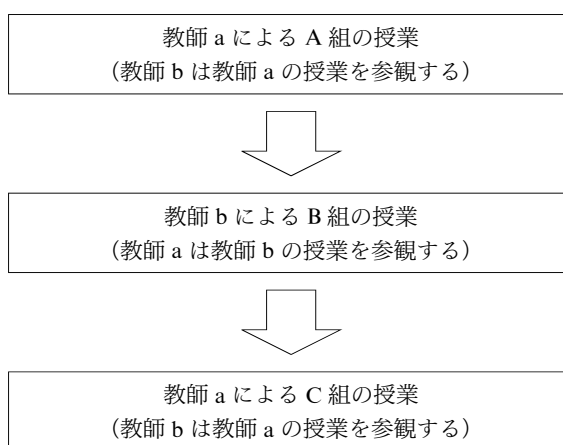 教師 a による A 組の授業
（教師 b は教師 a の授業を参観する）
教師 b による B 組の授業
（教師 a は教師 b の授業を参観する）
教師 a による C 組の授業
（教師 b は教師 a の授業を参観する）